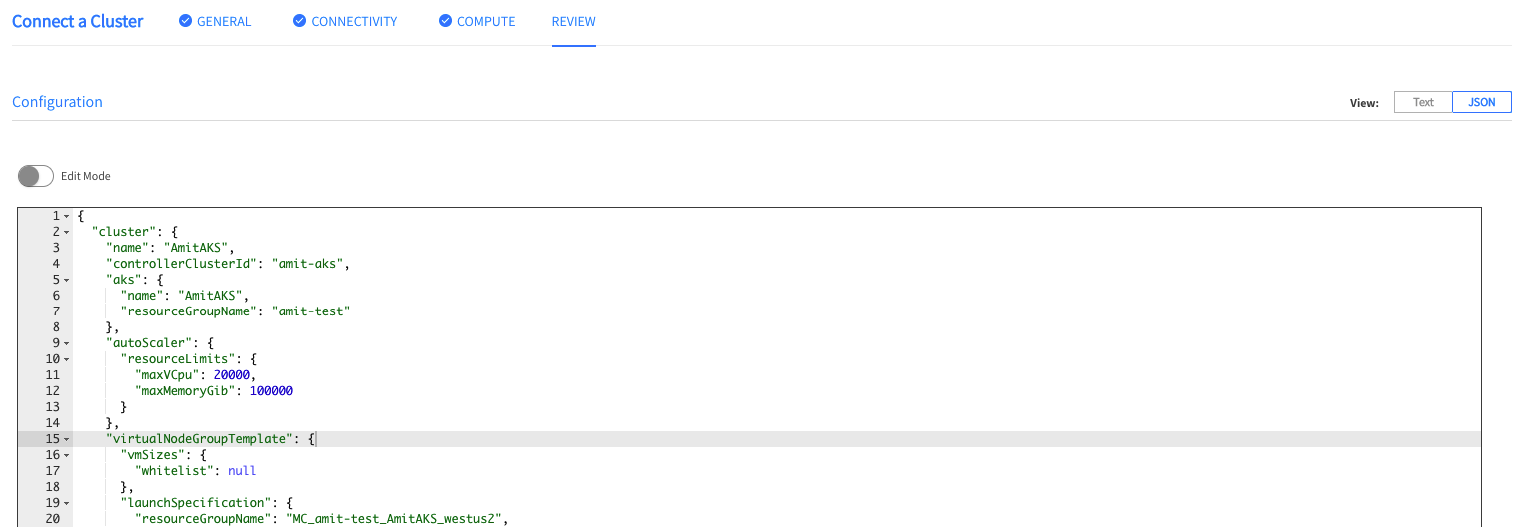 Connect a Cluster GENERAL CONNECTIVITY COMPUTE REVIEW
Configuration View: Text JSON
Edit Mode
1 {
2 "cluster": {
3 "name": "AmitAKS",
4 "controllerClusterId": "amit-aks",
5 "aks": {
6 "name": "AmitAKS",
7 "resourceGroupName": "amit-test"
8 },
9 "autoScaler": {
10 "resourceLimits": {
11 "maxVCpu": 20000,
12 "maxMemoryGib": 100000
13 }
14 },
15 "virtualNodeGroupTemplate": {
16 "vmSizes": {
17 "whitelist": null
18 },
19 "launchSpecification": {
20 "resourceGroupName": "MC_amit-test_AmitAKS_westus2",